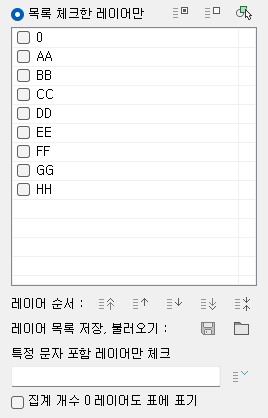 목록 체크한 레이어만
0
AA
BB
CC
DD
EE
FF
GG
HH
레이어 순서 :
레이어 목록 저장, 불러오기 :
특정 문자 포함 레이어만 체크
집계 개수 0 레이어도 표에 표기